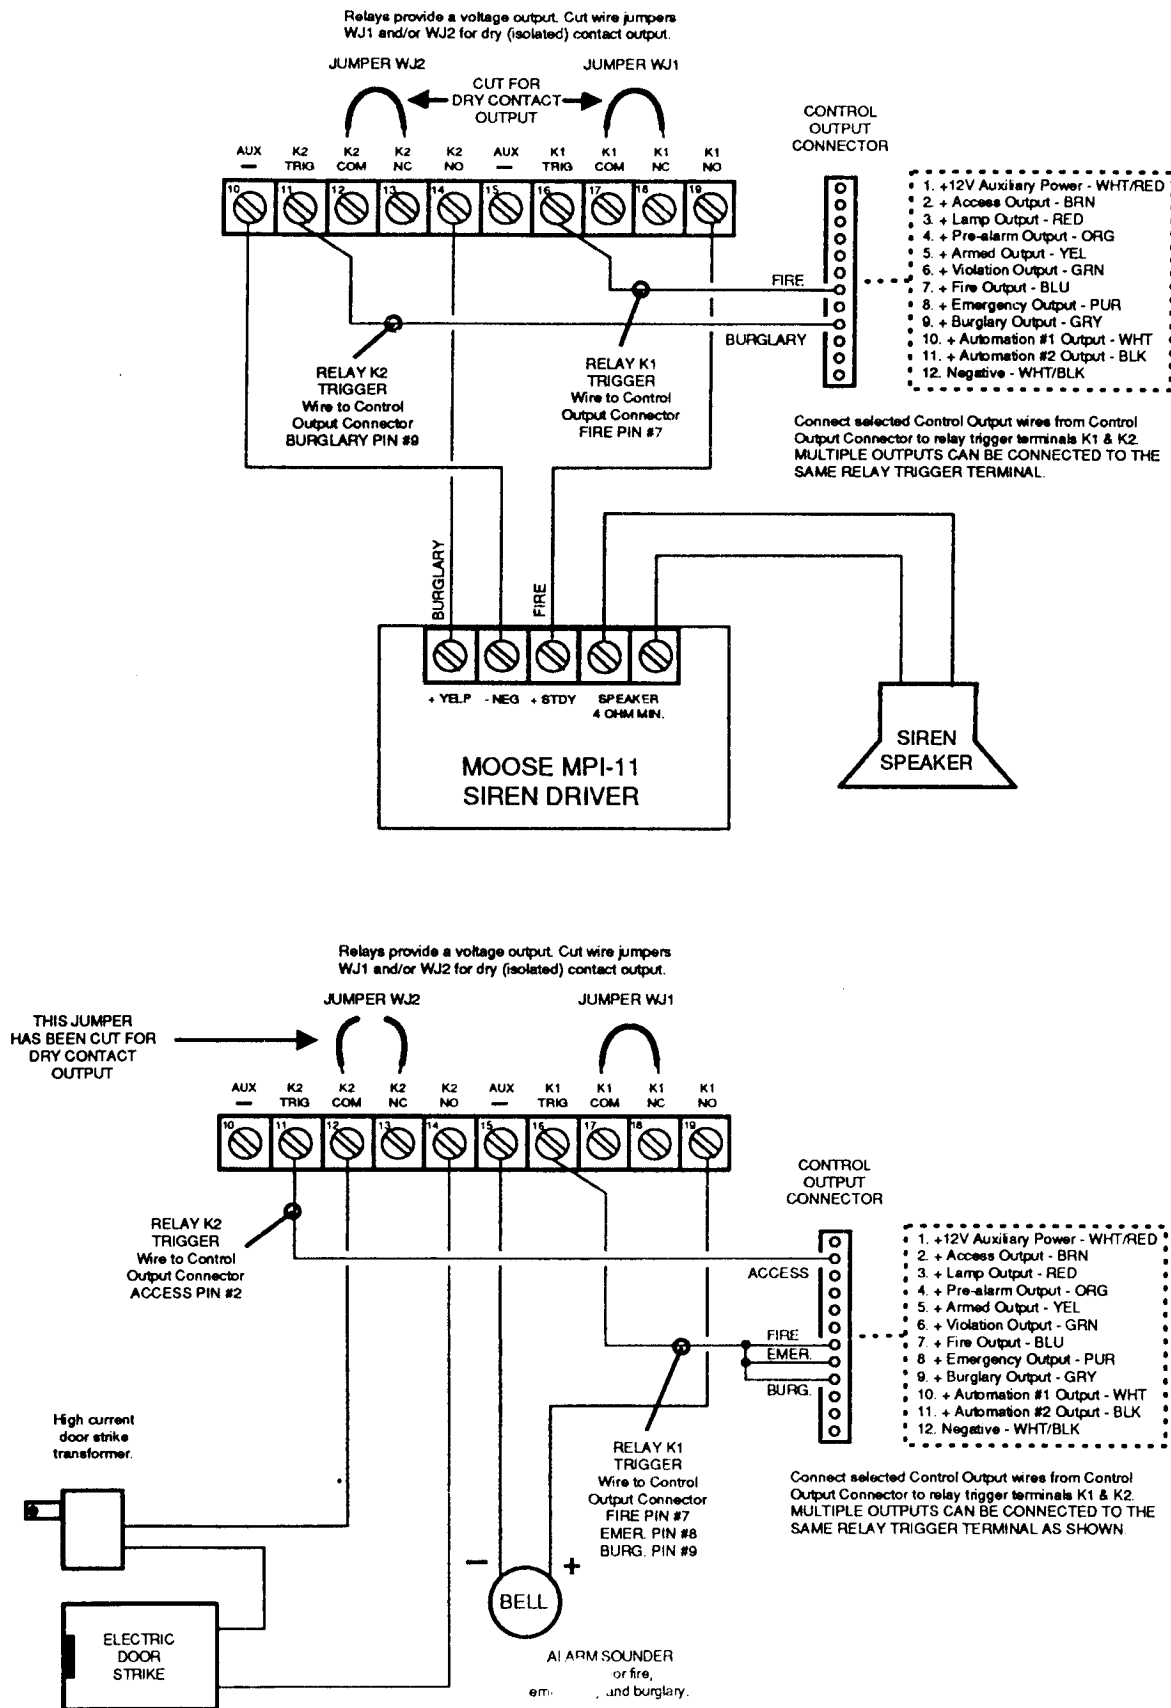 Relays provide a voltage output. Cut wire jumpers
WJ1 and/or WJ2 for dry (isolated) contact output.
JUMPER WJ2
JUMPER WJ1
CUT FOR
DRY CONTACT
OUTPUT
CONTROL
OUTPUT
CONNECTOR
AUX K2 K2 K2 K2 AUX K1 K1 K1 K1
— TRIG COM NC NO — TRIG COM NC NO
10 11 12 13 14 15 16 17 18 19
1. +12V Auxiliary Power - WHT/RED
2. + Access Output - BRN
3. + Lamp Output - RED
4. + Pre-alarm Output - ORG
5. + Armed Output - YEL
6. + Violation Output - GRN
7. + Fire Output - BLU
8. + Emergency Output - PUR
9. + Burglary Output - GRY
10. + Automation #1 Output - WHT
11. + Automation #2 Output - BLK
12. Negative - WHT/BLK
FIRE
BURGLARY
RELAY K2
TRIGGER
Wire to Control
Output Connector
BURGLARY PIN #9
RELAY K1
TRIGGER
Wire to Control
Output Connector
FIRE PIN #7
Connect selected Control Output wires from Control
Output Connector to relay trigger terminals K1 & K2.
MULTIPLE OUTPUTS CAN BE CONNECTED TO THE
SAME RELAY TRIGGER TERMINAL.
BURGLARY
FIRE
+ YELP - NEG + STDY SPEAKER
4 OHM MIN.
MOOSE MPI-11
SIREN DRIVER
SIREN
SPEAKER
Relays provide a voltage output. Cut wire jumpers
WJ1 and/or WJ2 for dry (isolated) contact output.
JUMPER WJ2
JUMPER WJ1
THIS JUMPER
HAS BEEN CUT FOR
DRY CONTACT
OUTPUT
AUX K2 K2 K2 K2 AUX K1 K1 K1 K1
— TRIG COM NC NO — TRIG COM NC NO
10 11 12 13 14 15 16 17 18 19
CONTROL
OUTPUT
CONNECTOR
RELAY K2
TRIGGER
Wire to Control
Output Connector
ACCESS PIN #2
ACCESS
FIRE
EMER.
BURG.
1. +12V Auxiliary Power - WHT/RED
2. + Access Output - BRN
3. + Lamp Output - RED
4. + Pre-alarm Output - ORG
5. + Armed Output - YEL
6. + Violation Output - GRN
7. + Fire Output - BLU
8 + Emergency Output - PUR
9. + Burglary Output - GRY
10. + Automation #1 Output - WHT
11. + Automation #2 Output - BLK
12. Negative - WHT/BLK
High current
door strike
transformer.
RELAY K1
TRIGGER
Wire to Control
Output Connector
FIRE PIN #7
EMER. PIN #8
BURG. PIN #9
Connect selected Control Output wires from Control
Output Connector to relay trigger terminals K1 & K2.
MULTIPLE OUTPUTS CAN BE CONNECTED TO THE
SAME RELAY TRIGGER TERMINAL AS SHOWN
— +
BELL
ELECTRIC
DOOR
STRIKE
ALARM SOUNDER
fire,
and burglary.